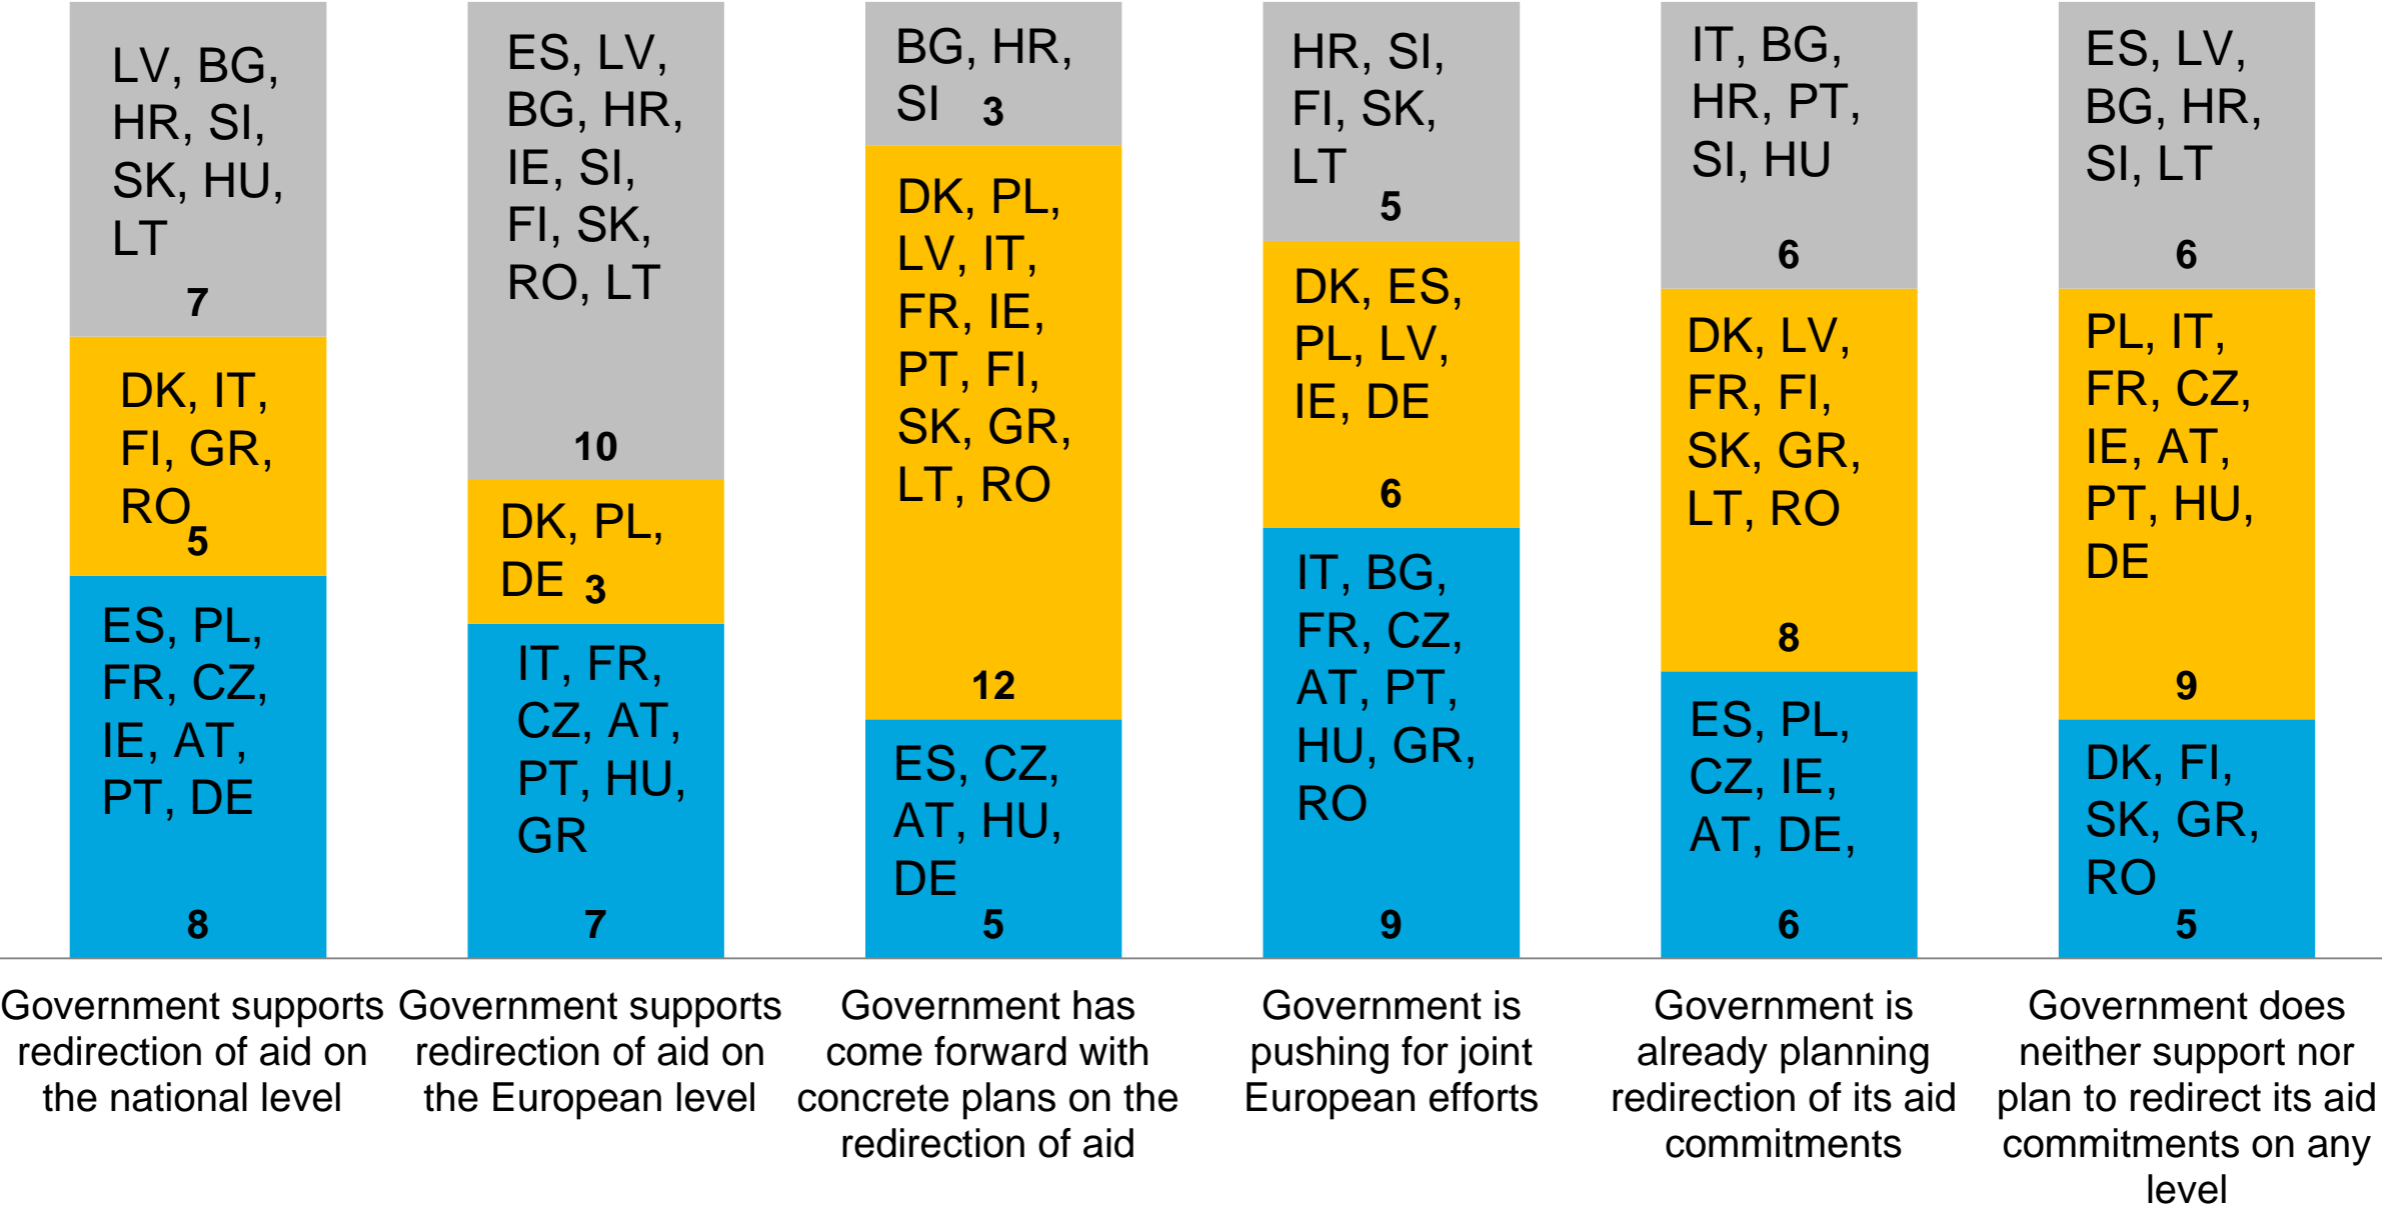 LV, BG,
HR, SI,
SK, HU,
LT
7
DK, IT,
FI, GR,
RO
5
ES, PL,
FR, CZ,
IE, AT,
PT, DE
8
Government supports
redirection of aid on
the national level
ES, LV,
BG, HR,
IE, SI,
FI, SK,
RO, LT
10
DK, PL,
DE 3
IT, FR,
CZ, AT,
PT, HU,
GR
7
Government supports
redirection of aid on
the European level
BG, HR,
SI 3
DK, PL,
LV, IT,
FR, IE,
PT, FI,
SK, GR,
LT, RO
12
ES, CZ,
AT, HU,
DE
5
Government has
come forward with
concrete plans on the
redirection of aid
HR, SI,
FI, SK,
LT
5
DK, ES,
PL, LV,
IE, DE
6
IT, BG,
FR, CZ,
AT, PT,
HU, GR,
RO
9
Government is
pushing for joint
European efforts
IT, BG,
HR, PT,
SI, HU
6
DK, LV,
FR, FI,
SK, GR,
LT, RO
8
ES, PL,
CZ, IE,
AT, DE,
6
Government is
already planning
redirection of its aid
commitments
ES, LV,
BG, HR,
SI, LT
6
PL, IT,
FR, CZ,
IE, AT,
PT, HU,
DE
9
DK, FI,
SK, GR,
RO
5
Government does
neither support nor
plan to redirect its aid
commitments on any
level